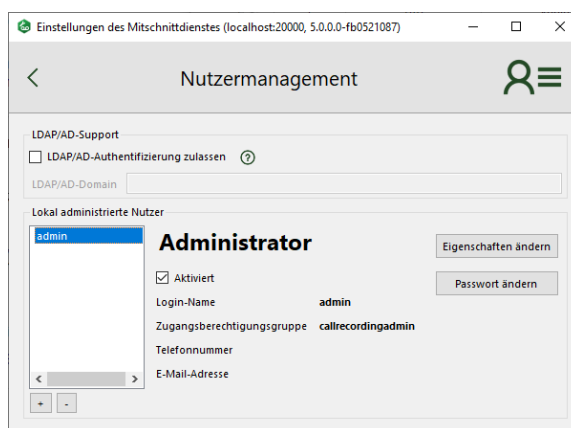 Einstellungen des Mitschnittdienstes (localhost:20000, 5.0.0.0-fb0521087)
Nutzermanagement
LDAP/AD-Support
LDAP/AD-Authentifizierung zulassen ?
LDAP/AD-Domain
Lokal administrierte Nutzer
admin
Administrator
Eigenschaften ändern
Aktiviert
Passwort ändern
Login-Name admin
Zugangsberechtigungsgruppe callrecordingadmin
Telefonnummer
E-Mail-Adresse
+ -